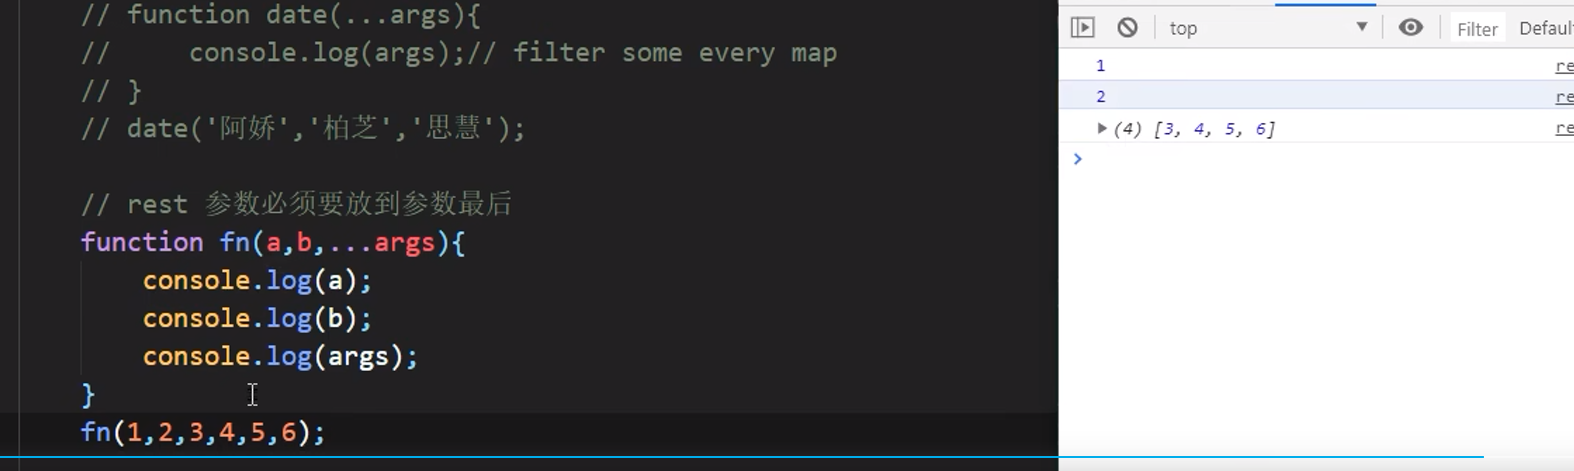 // function date(...args){
//     console.log(args);// filter some every map
// }
// date('阿娇','柏芝','思慧');
// rest 参数必须要放到参数最后
function fn(a,b,...args){
    console.log(a);
    console.log(b);
    console.log(args);
}
fn(1,2,3,4,5,6);
top
Filter
Defaul
1
re
2
re
(4) [3, 4, 5, 6]
re